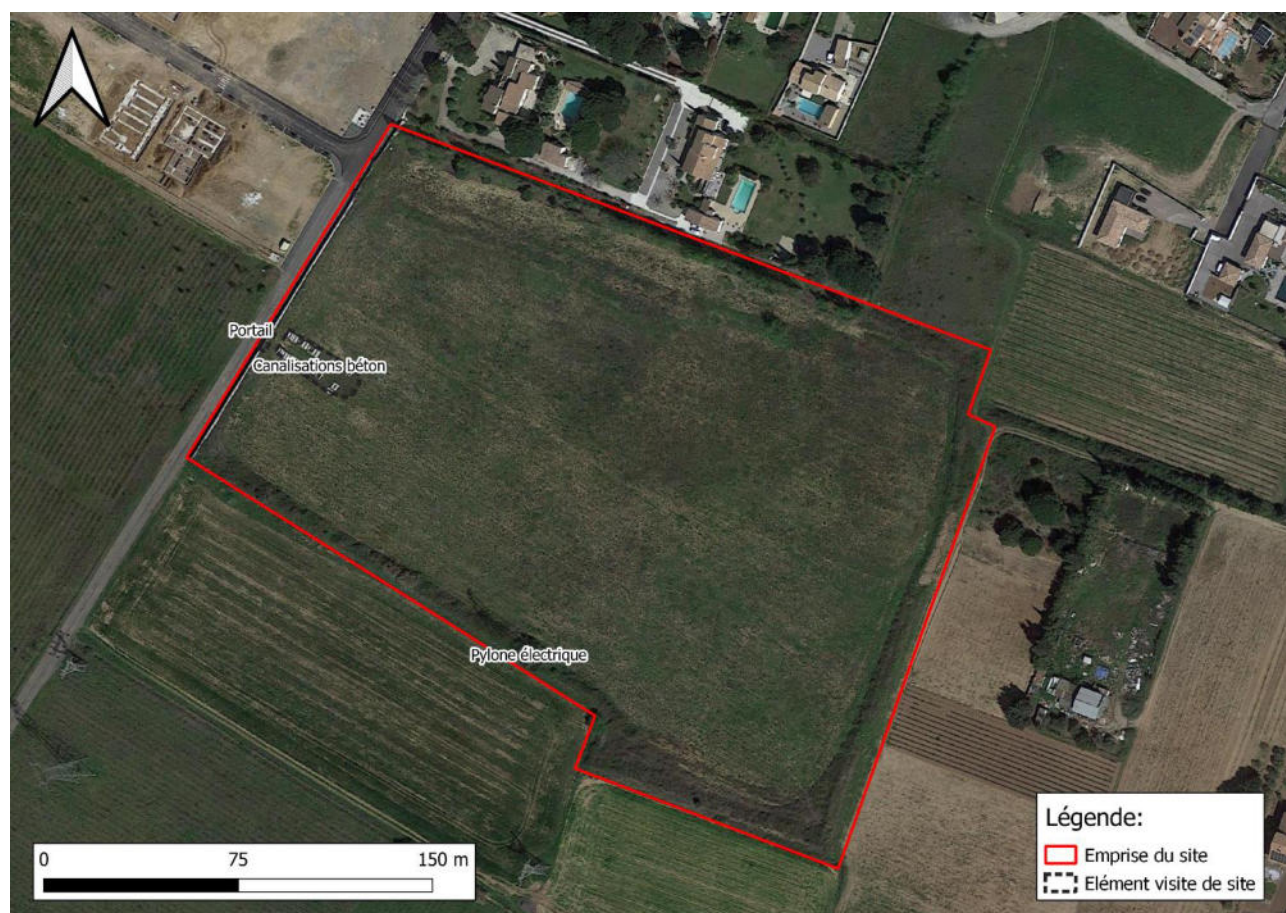 Portail
Canalisations béton
Pylone électrique
0 75 150 m
Légende:
Emprise du site
Elément visite de site